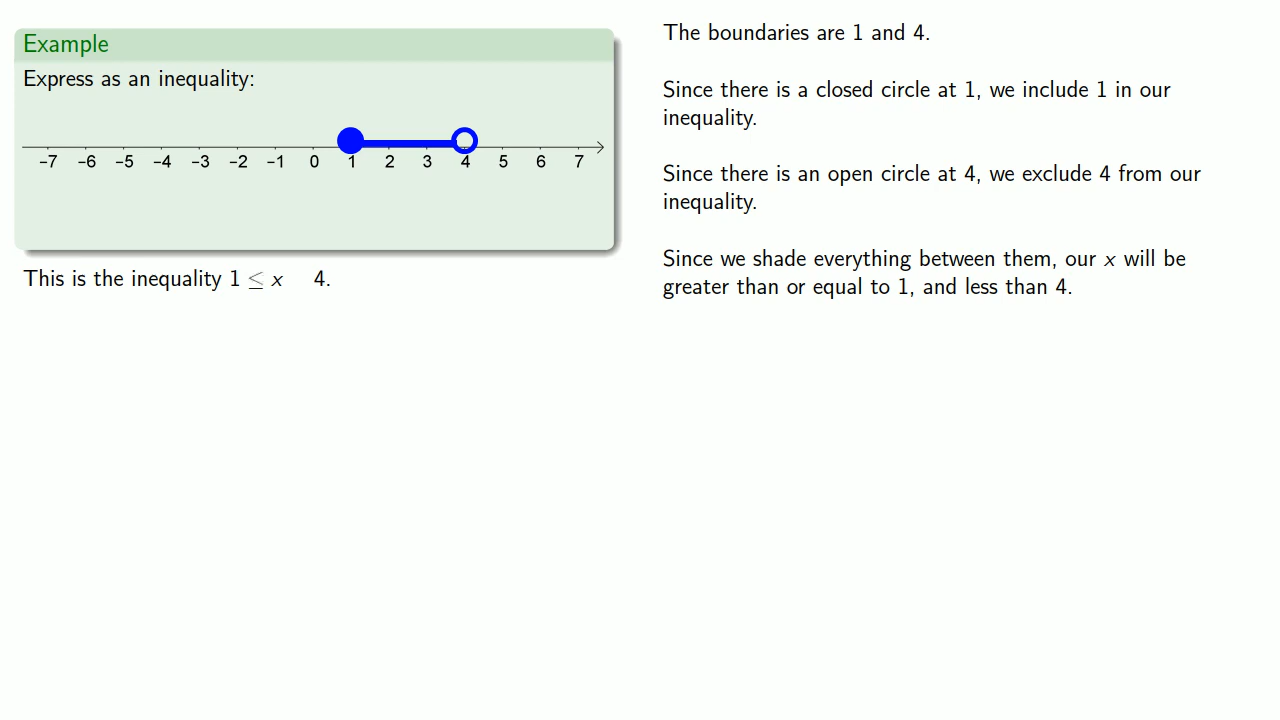 Example
Express as an inequality:
−7 −6 −5 −4 −3 −2 −1 0 1 2 3 4 5 6 7
This is the inequality 1 ≤ x 4.
The boundaries are 1 and 4.
Since there is a closed circle at 1, we include 1 in our
inequality.
Since there is an open circle at 4, we exclude 4 from our
inequality.
Since we shade everything between them, our x will be
greater than or equal to 1, and less than 4.